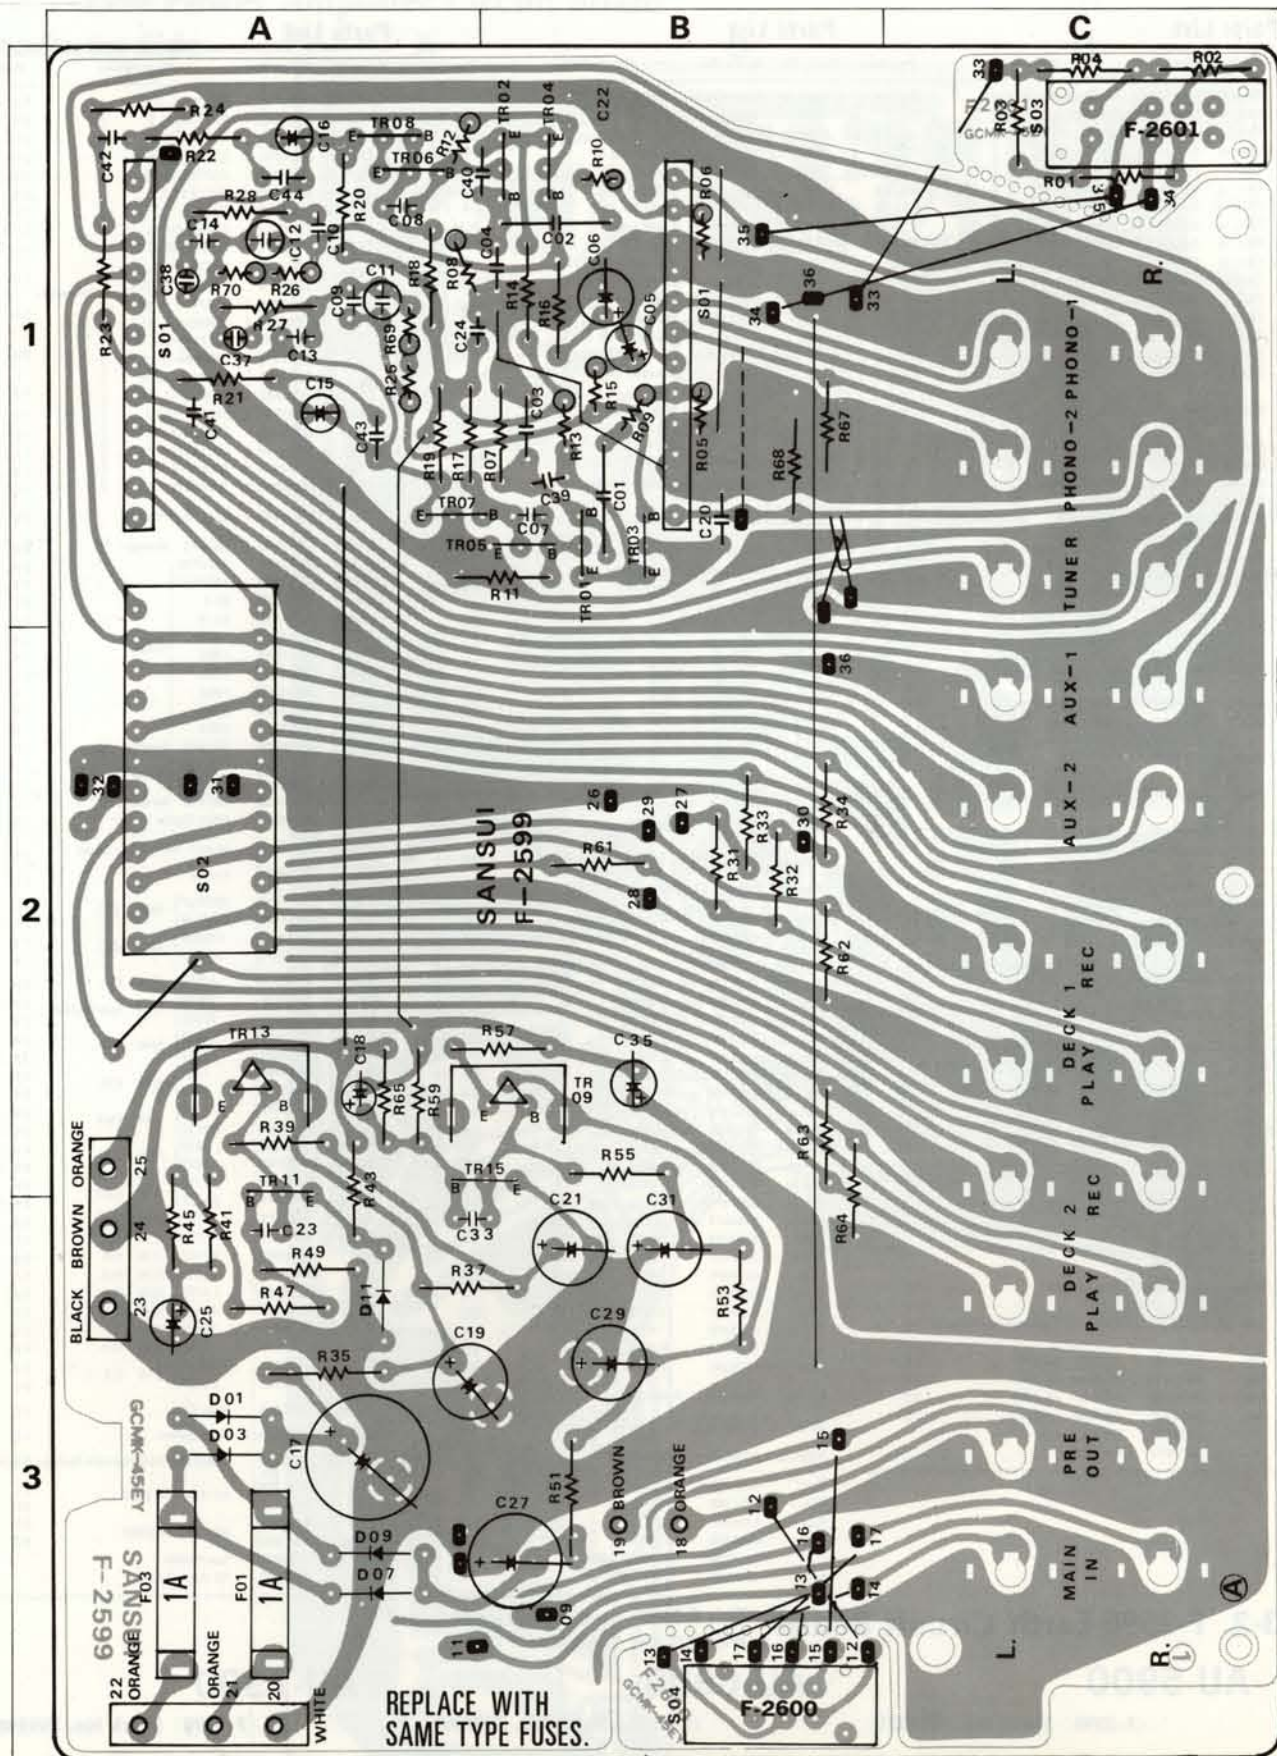 A B C
R24
TR08
TR02
TR04
C22
33
R04
R02
C42
R22
C16
E B
R12
E
E
R10
R03
S03
F-2601
C44
R20
TR06
E B
C40
B
B
R06
R01
35
34
R28
C14
C12
C10
C08
C02
35
C38
R70
R26
C11
R18
R08
C04
C06
36
L.
R.
R23
S01
R27
C09
R14
R16
C05
S01
34
33
1
C37
C13
R69
C24
R21
C15
R25
R15
C41
C43
C03
R13
R09
R05
R67
R19
R17
R07
R68
C39
C01
PHONO-2 PHONO-1
E TR07 B
C07
B
B
C20
TR05
E B
TR03
R11
TR01
E
E
TUNER
36
AUX-1
32
31
26
29
27
AUX-2
SANSUI
F-2599
R33
R34
30
S02
R61
R31
R32
28
2
R62
DECK 1
PLAY REC
TR13
C18
R57
C35
E B
R65
R59
TR
09
E B
R39
R63
ORANGE
25
R55
BROWN
24
TR11
B E
R43
TR15
B E
R64
R45
R41
C23
C33
C21
C31
DECK 2
PLAY REC
R49
BLACK
23
R47
D11
R37
R53
C25
C19
C29
R35
D01
D03
GCMK-45EY
C17
15
PRE
OUT
3
R51
BROWN
ORANGE
12
C27
19
18
16
17
D09
MAIN
IN
SANSUI
F-2599
F03
1A
F01
1A
D07
13
14
09
A
11
ORANGE
22
ORANGE
21
20
WHITE
13
14
17
16
15
12
L.
R.
1
REPLACE WITH
SAME TYPE FUSES.
S04
GCMK-45EY
F-2600